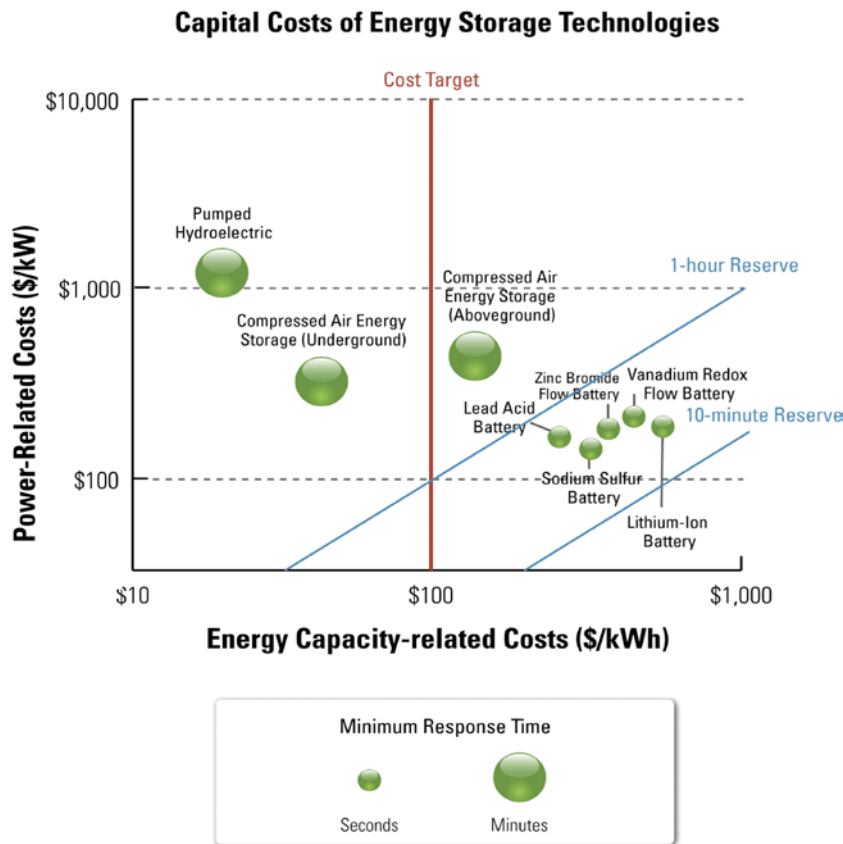 Capital Costs of Energy Storage Technologies
Cost Target
$10,000
Pumped
Hydroelectric
1-hour Reserve
Compressed Air
Energy Storage
(Aboveground)
$1,000
Compressed Air Energy
Storage (Underground)
Zinc Bromide
Flow Battery
Vanadium Redox
Flow Battery
Lead Acid
Battery
10-minute Reserve
$100
Sodium Sulfur
Battery
Lithium-Ion
Battery
Power-Related Costs ($/kW)
$10
$100
$1,000
Energy Capacity-related Costs ($/kWh)
Minimum Response Time
Seconds
Minutes